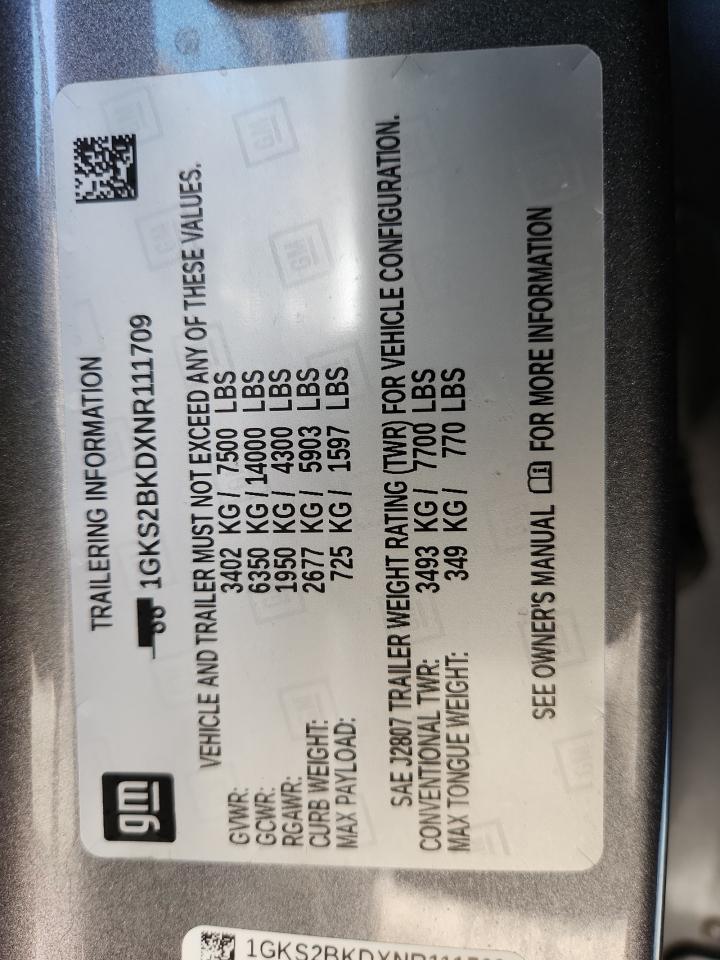 gm
TRAILERING INFORMATION
1GKS2BKDXNR111709
VEHICLE AND TRAILER MUST NOT EXCEED ANY OF THESE VALUES.
GVWR: 3402 KG / 7500 LBS
GCWR: 6350 KG / 14000 LBS
RGAWR: 1950 KG / 4300 LBS
CURB WEIGHT: 2677 KG / 5903 LBS
MAX PAYLOAD: 725 KG / 1597 LBS
SAE J2807 TRAILER WEIGHT RATING (TWR) FOR VEHICLE CONFIGURATION.
CONVENTIONAL TWR: 3493 KG / 7700 LBS
MAX TONGUE WEIGHT: 349 KG / 770 LBS
SEE OWNER'S MANUAL FOR MORE INFORMATION
1GKS2BKDXNR111709